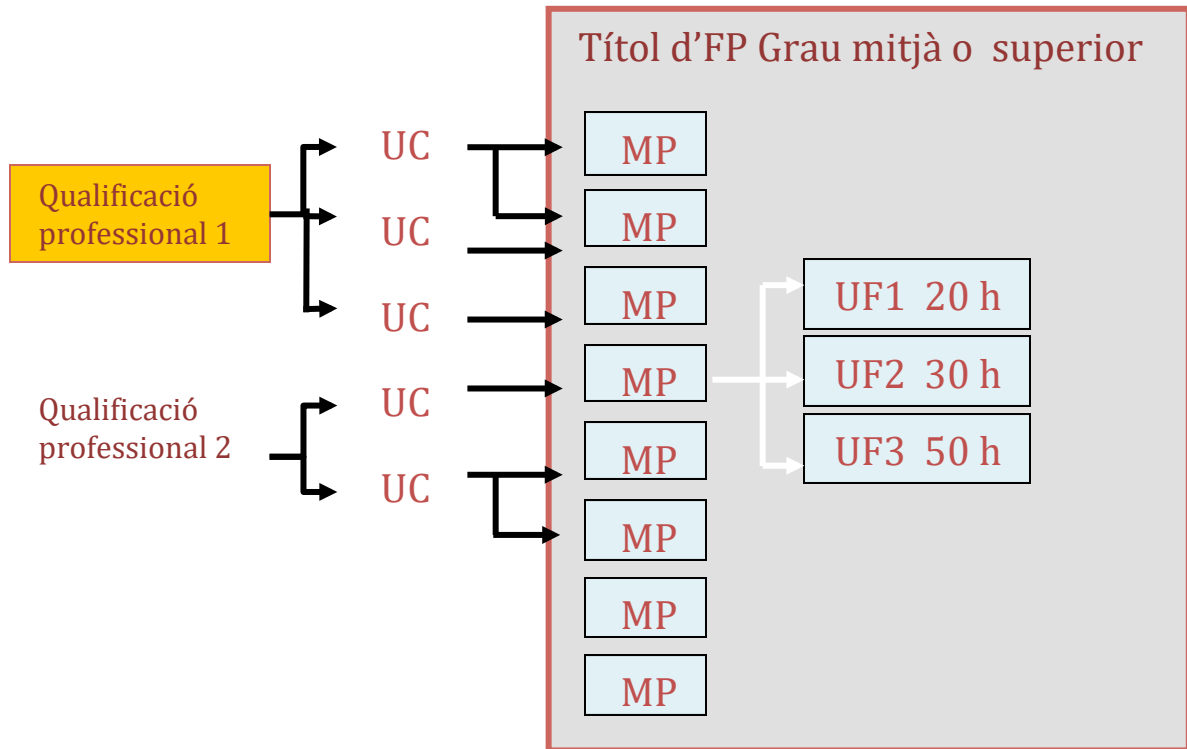 Títol d’FP Grau mitjà o superior
Qualificació
professional 1
UC
UC
UC
Qualificació
professional 2
UC
UC
MP
MP
MP
MP
MP
MP
MP
MP
UF1 20 h
UF2 30 h
UF3 50 h